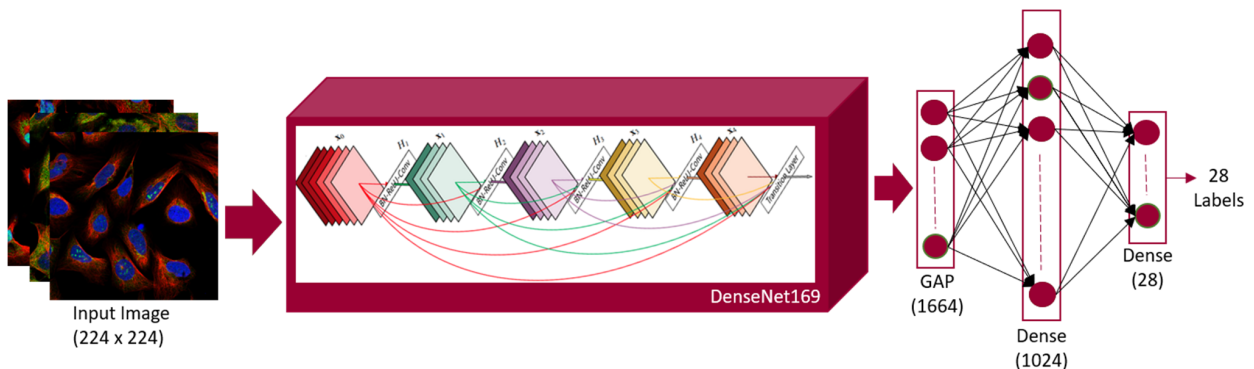 Input Image
(224 x 224)
x0
H1
BN-ReLU-Conv
x1
H2
BN-ReLU-Conv
x2
H3
BN-ReLU-Conv
x3
H4
BN-ReLU-Conv
x4
Transition Layer
DenseNet169
GAP
(1664)
Dense
(1024)
Dense
(28)
28
Labels